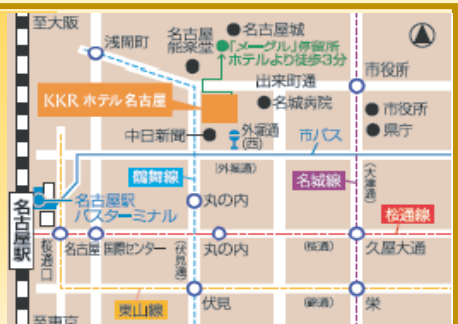 至大阪
浅間町
名古屋
能楽堂
名古屋城
「メーグル」停留所
ホテルより徒歩3分
出来町通
市役所
KKR ホテル名古屋
名城病院
市役所
県庁
中日新聞
外堀通
(西)
市バス
(外堀通)
鶴舞線
名城線
(大津通)
名古屋駅
バスターミナル
丸の内
桜通線
名古屋駅
桜通口
名古屋
国際センター
(伏見通)
丸の内
(桜通)
久屋大通
東山線
伏見
(錦通)
栄
至東京